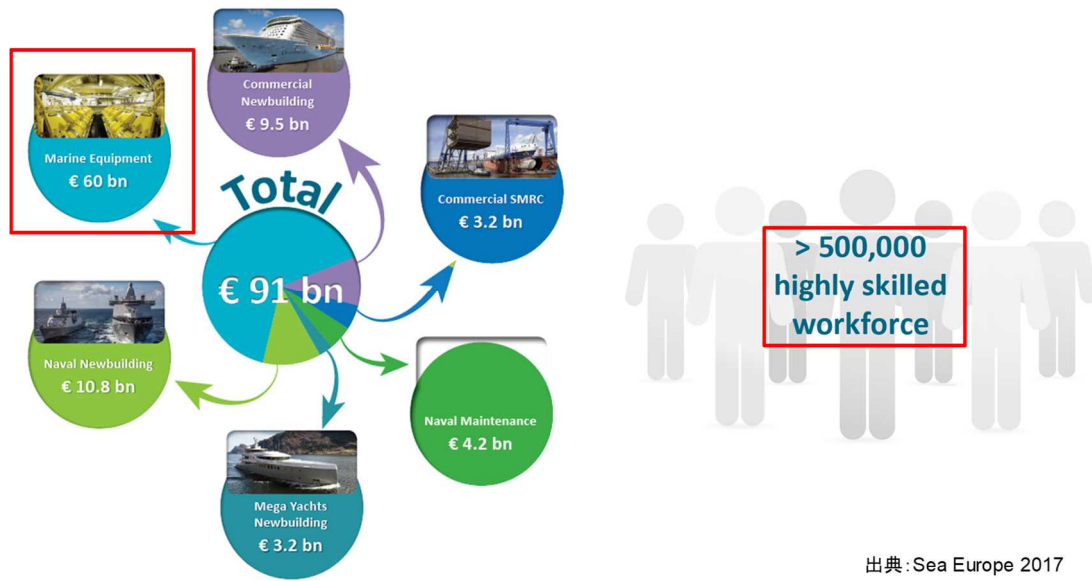 Commercial
Newbuilding
€ 9.5 bn
Marine Equipment
€ 60 bn
Total
€ 91 bn
Commercial SMRC
€ 3.2 bn
Naval Newbuilding
€ 10.8 bn
Naval Maintenance
€ 4.2 bn
Mega Yachts
Newbuilding
€ 3.2 bn
> 500,000
highly skilled
workforce
出典:Sea Europe 2017